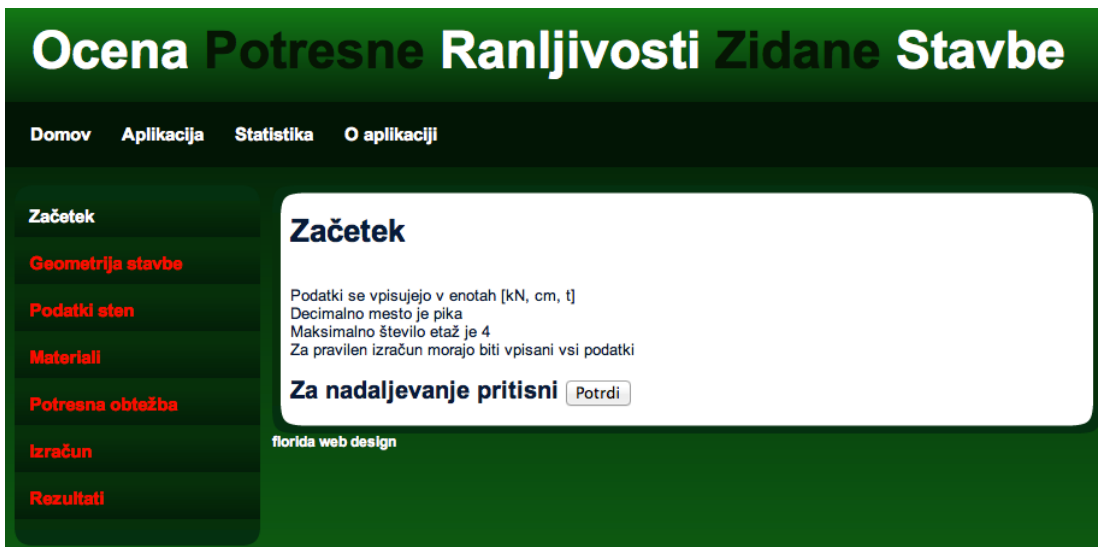 Ocena Potresne Ranljivosti Zidane Stavbe
Domov Aplikacija Statistika O aplikaciji
Začetek
Geometrija stavbe
Podatki sten
Materiali
Potresna obtežba
Izračun
Rezultati
Začetek
Podatki se vpisujejo v enotah [kN, cm, t]
Decimalno mesto je pika
Maksimalno število etaž je 4
Za pravilen izračun morajo biti vpisani vsi podatki
Za nadaljevanje pritisni Potrdi
florida web design